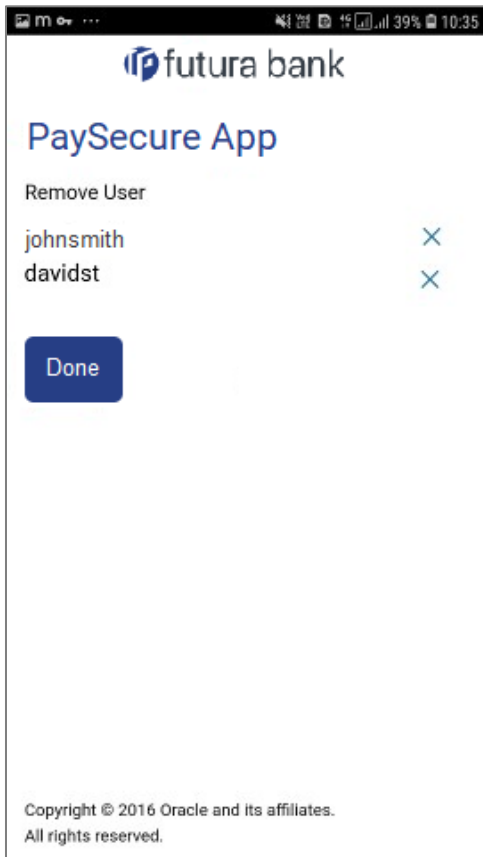 m ... 4G 39% 10:35
futura bank
PaySecure App
Remove User
johnsmith
davidst
Done
Copyright © 2016 Oracle and its affiliates.
All rights reserved.